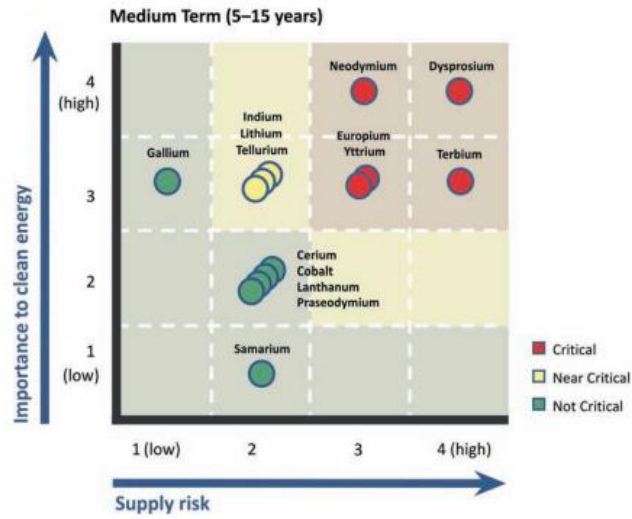 Medium Term (5–15 years)
Importance to clean energy
4
(high)
3
2
1
(low)
Neodymium
Dysprosium
Indium
Lithium
Tellurium
Gallium
Europium
Yttrium
Terbium
Cerium
Cobalt
Lanthanum
Praseodymium
Samarium
Critical
Near Critical
Not Critical
1 (low)
2
3
4 (high)
Supply risk